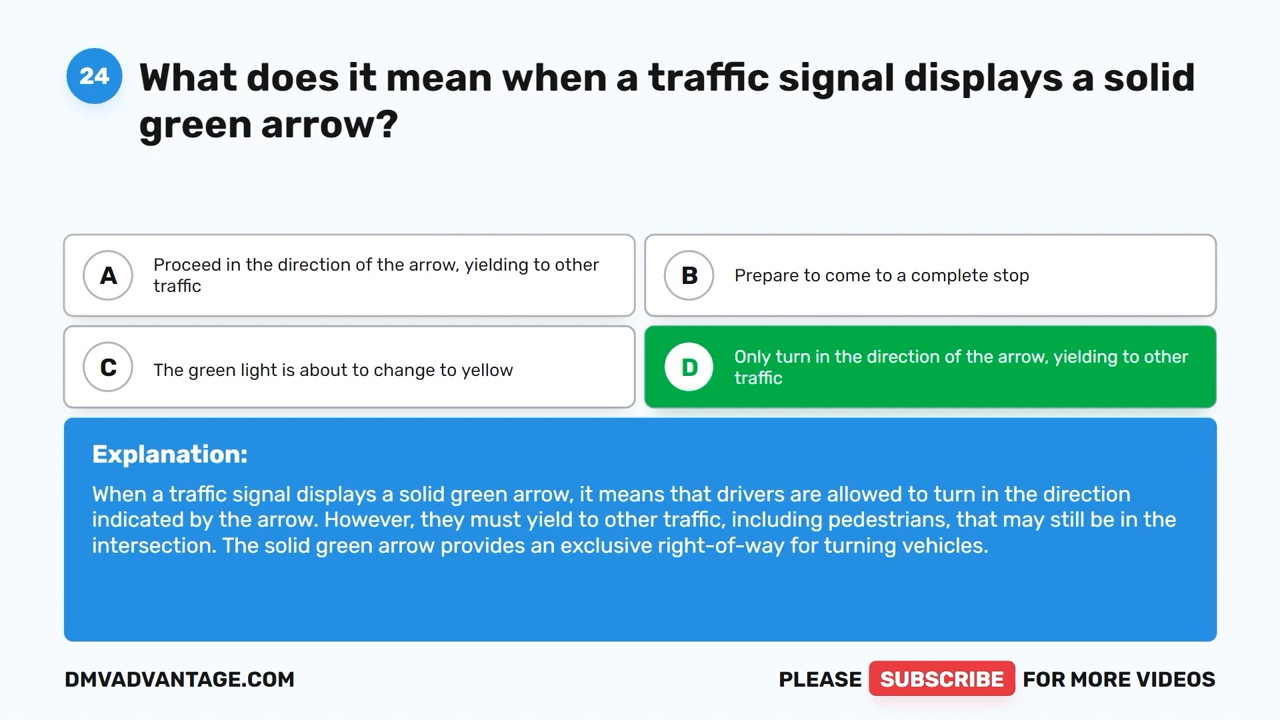 24
What does it mean when a traffic signal displays a solid
green arrow?
A
Proceed in the direction of the arrow, yielding to other
traffic
B
Prepare to come to a complete stop
C
The green light is about to change to yellow
D
Only turn in the direction of the arrow, yielding to other
traffic
Explanation:
When a traffic signal displays a solid green arrow, it means that drivers are allowed to turn in the direction
indicated by the arrow. However, they must yield to other traffic, including pedestrians, that may still be in the
intersection. The solid green arrow provides an exclusive right-of-way for turning vehicles.
DMVADVANTAGE.COM
PLEASE SUBSCRIBE FOR MORE VIDEOS